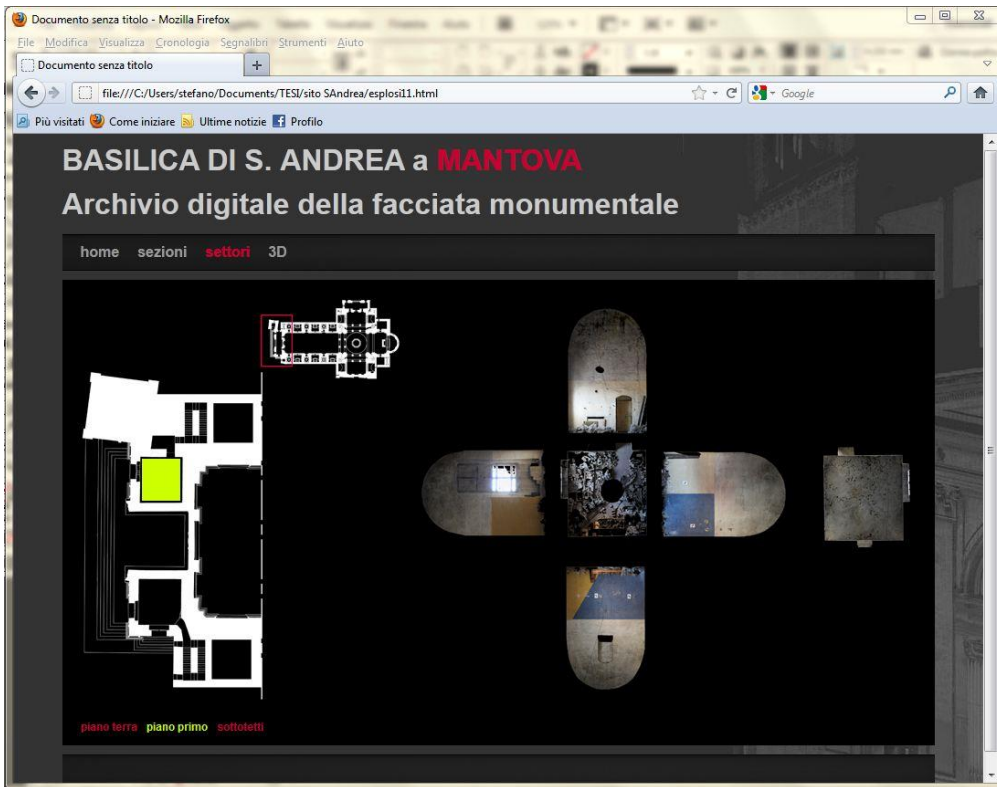 Documento senza titolo - Mozilla Firefox
File Modifica Visualizza Cronologia Segnalibri Strumenti Aiuto
Documento senza titolo +
file:///C:/Users/stefano/Documents/TESI/sito SAndrea/esplosi11.html Google
Più visitati Come iniziare Ultime notizie Profilo
BASILICA DI S. ANDREA a MANTOVA
Archivio digitale della facciata monumentale
home sezioni settori 3D
piano terra piano primo sottotetti